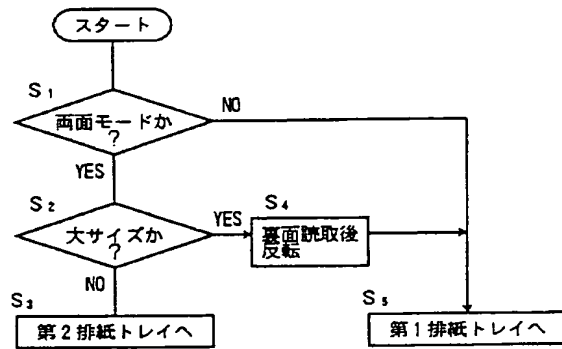 スタート
S₁
両面モードか
?
NO
YES
S₂
大サイズか
?
YES
S₄
裏面読取後
反転
NO
S₃
第2排紙トレイへ
S₅
第1排紙トレイへ